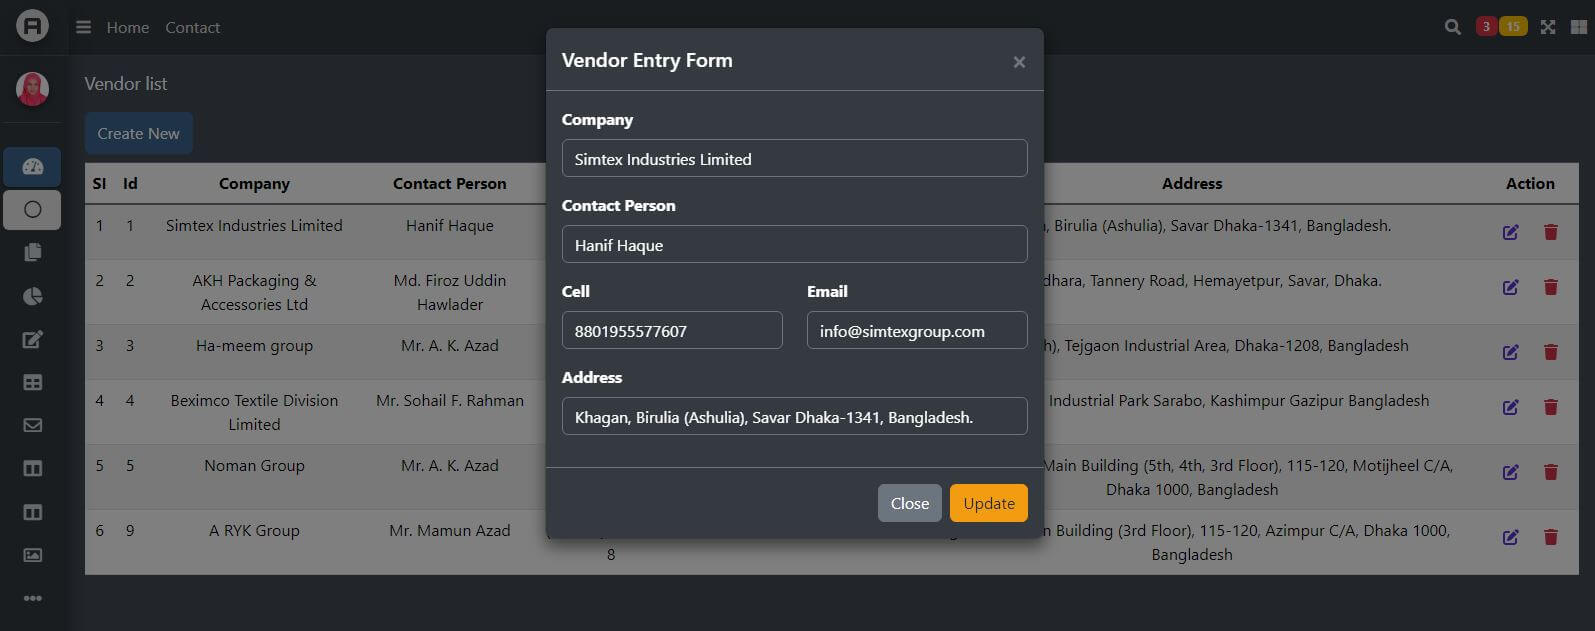 A
Home Contact
3 15
Vendor list
Create New
Vendor Entry Form
×
Company
Simtex Industries Limited
Contact Person
Hanif Haque
Cell Email
8801955577607 info@simtexgroup.com
Address
Khagan, Birulia (Ashulia), Savar Dhaka-1341, Bangladesh.
Close Update
Sl Id Company Contact Person Address Action
1 1 Simtex Industries Limited Hanif Haque Birulia (Ashulia), Savar Dhaka-1341, Bangladesh.
2 2 AKH Packaging & Md. Firoz Uddin dhara, Tannery Road, Hemayetpur, Savar, Dhaka.
Accessories Ltd Hawlader
3 3 Ha-meem group Mr. A. K. Azad h), Tejgaon Industrial Area, Dhaka-1208, Bangladesh
4 4 Beximco Textile Division Mr. Sohail F. Rahman Industrial Park Sarabo, Kashimpur Gazipur Bangladesh
Limited
5 5 Noman Group Mr. A. K. Azad Main Building (5th, 4th, 3rd Floor), 115-120, Motijheel C/A,
Dhaka 1000, Bangladesh
6 9 A RYK Group Mr. Mamun Azad n Building (3rd Floor), 115-120, Azimpur C/A, Dhaka 1000,
8 Bangladesh